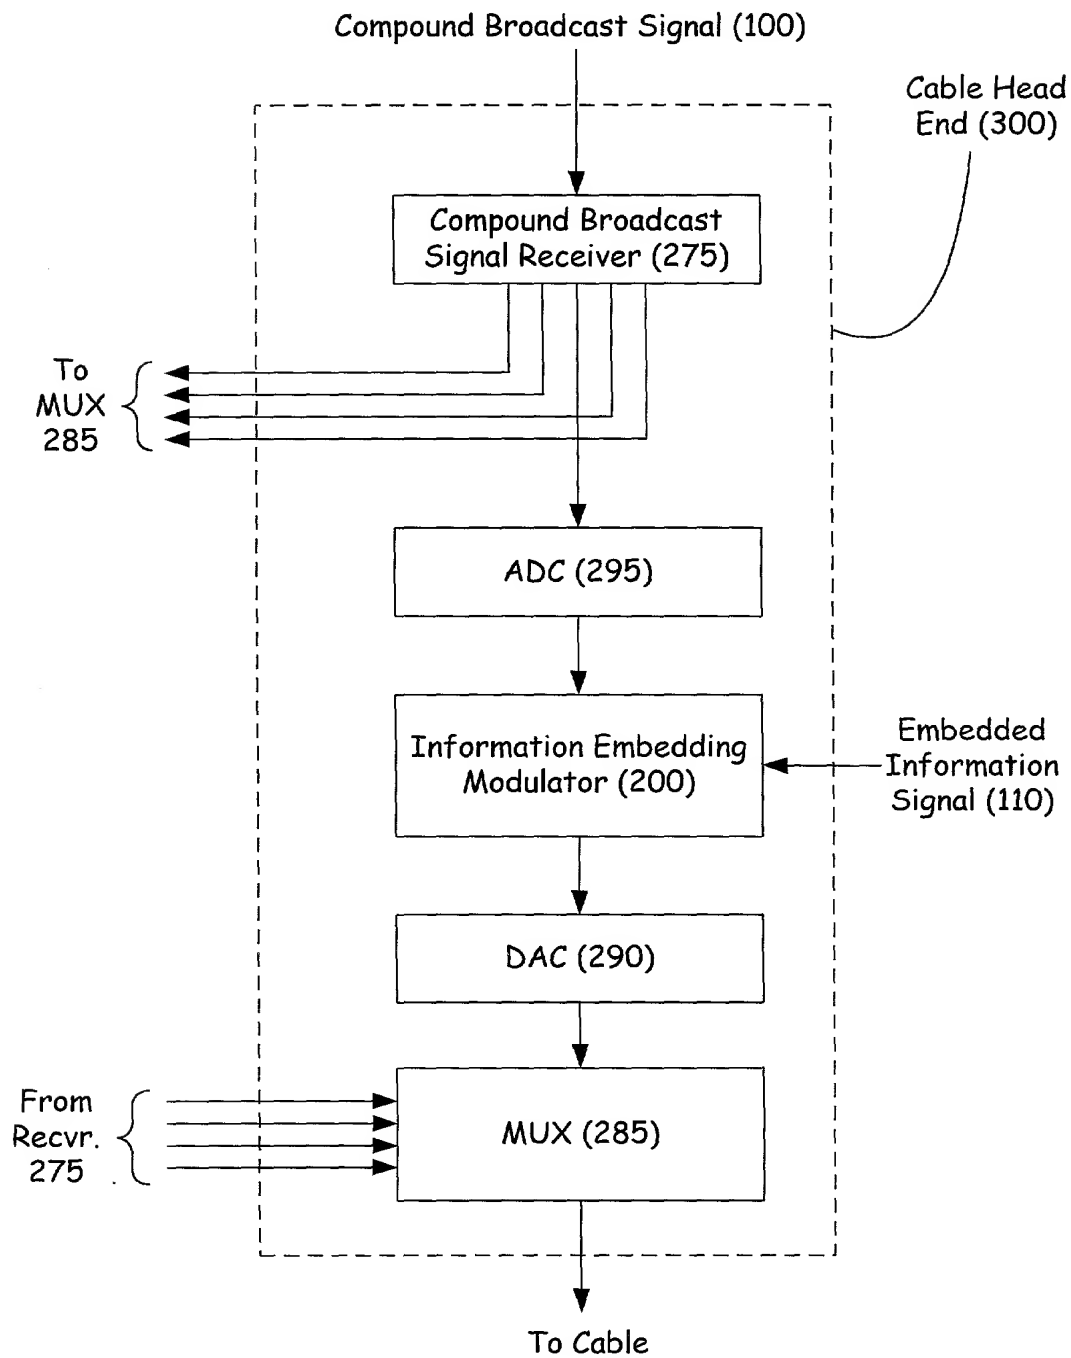 Compound Broadcast Signal (100)
Cable Head
End (300)
Compound Broadcast
Signal Receiver (275)
To
MUX
285
ADC (295)
Information Embedding
Modulator (200)
Embedded
Information
Signal (110)
DAC (290)
From
Recvr.
275
MUX (285)
To Cable